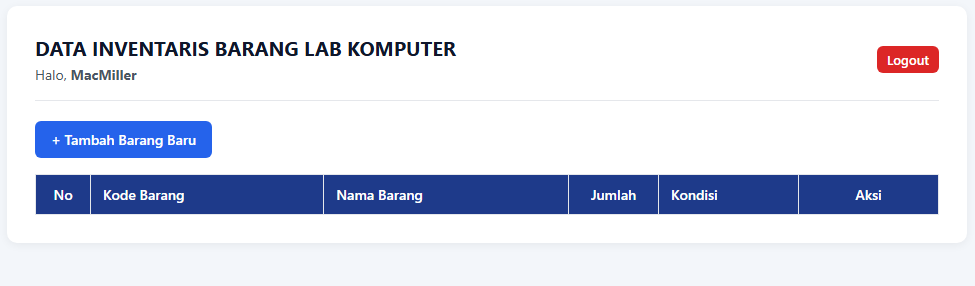 DATA INVENTARIS BARANG LAB KOMPUTER
Halo, MacMiller
Logout
+ Tambah Barang Baru
No Kode Barang Nama Barang Jumlah Kondisi Aksi